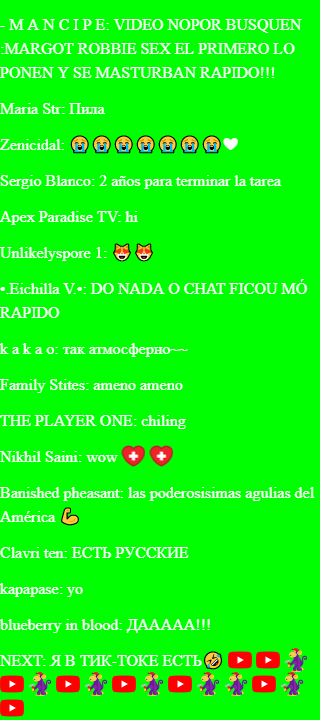 - M A N C I P E: VIDEO NOPOR BUSQUEN
:MARGOT ROBBIE SEX EL PRIMERO LO
PONEN Y SE MASTURBAN RAPIDO!!!
Maria Str: Пила
Zenicidal: 😭😭😭😭😭😭😭🤍
Sergio Blanco: 2 años para terminar la tarea
Apex Paradise TV: hi
Unlikelyspore 1: 😻😻
•.Eichilla V.•: DO NADA O CHAT FICOU MÓ
RAPIDO
k a k a o: так атмосферно~~
Family Stites: ameno ameno
THE PLAYER ONE: chiling
Nikhil Saini: wow
Banished pheasant: las poderosisimas agulias del
América 💪
Clavri ten: ЕСТЬ РУССКИЕ
kapapase: yo
blueberry in blood: ДААААА!!!
NEXT: Я В ТИК-ТОКЕ ЕСТЬ🤣